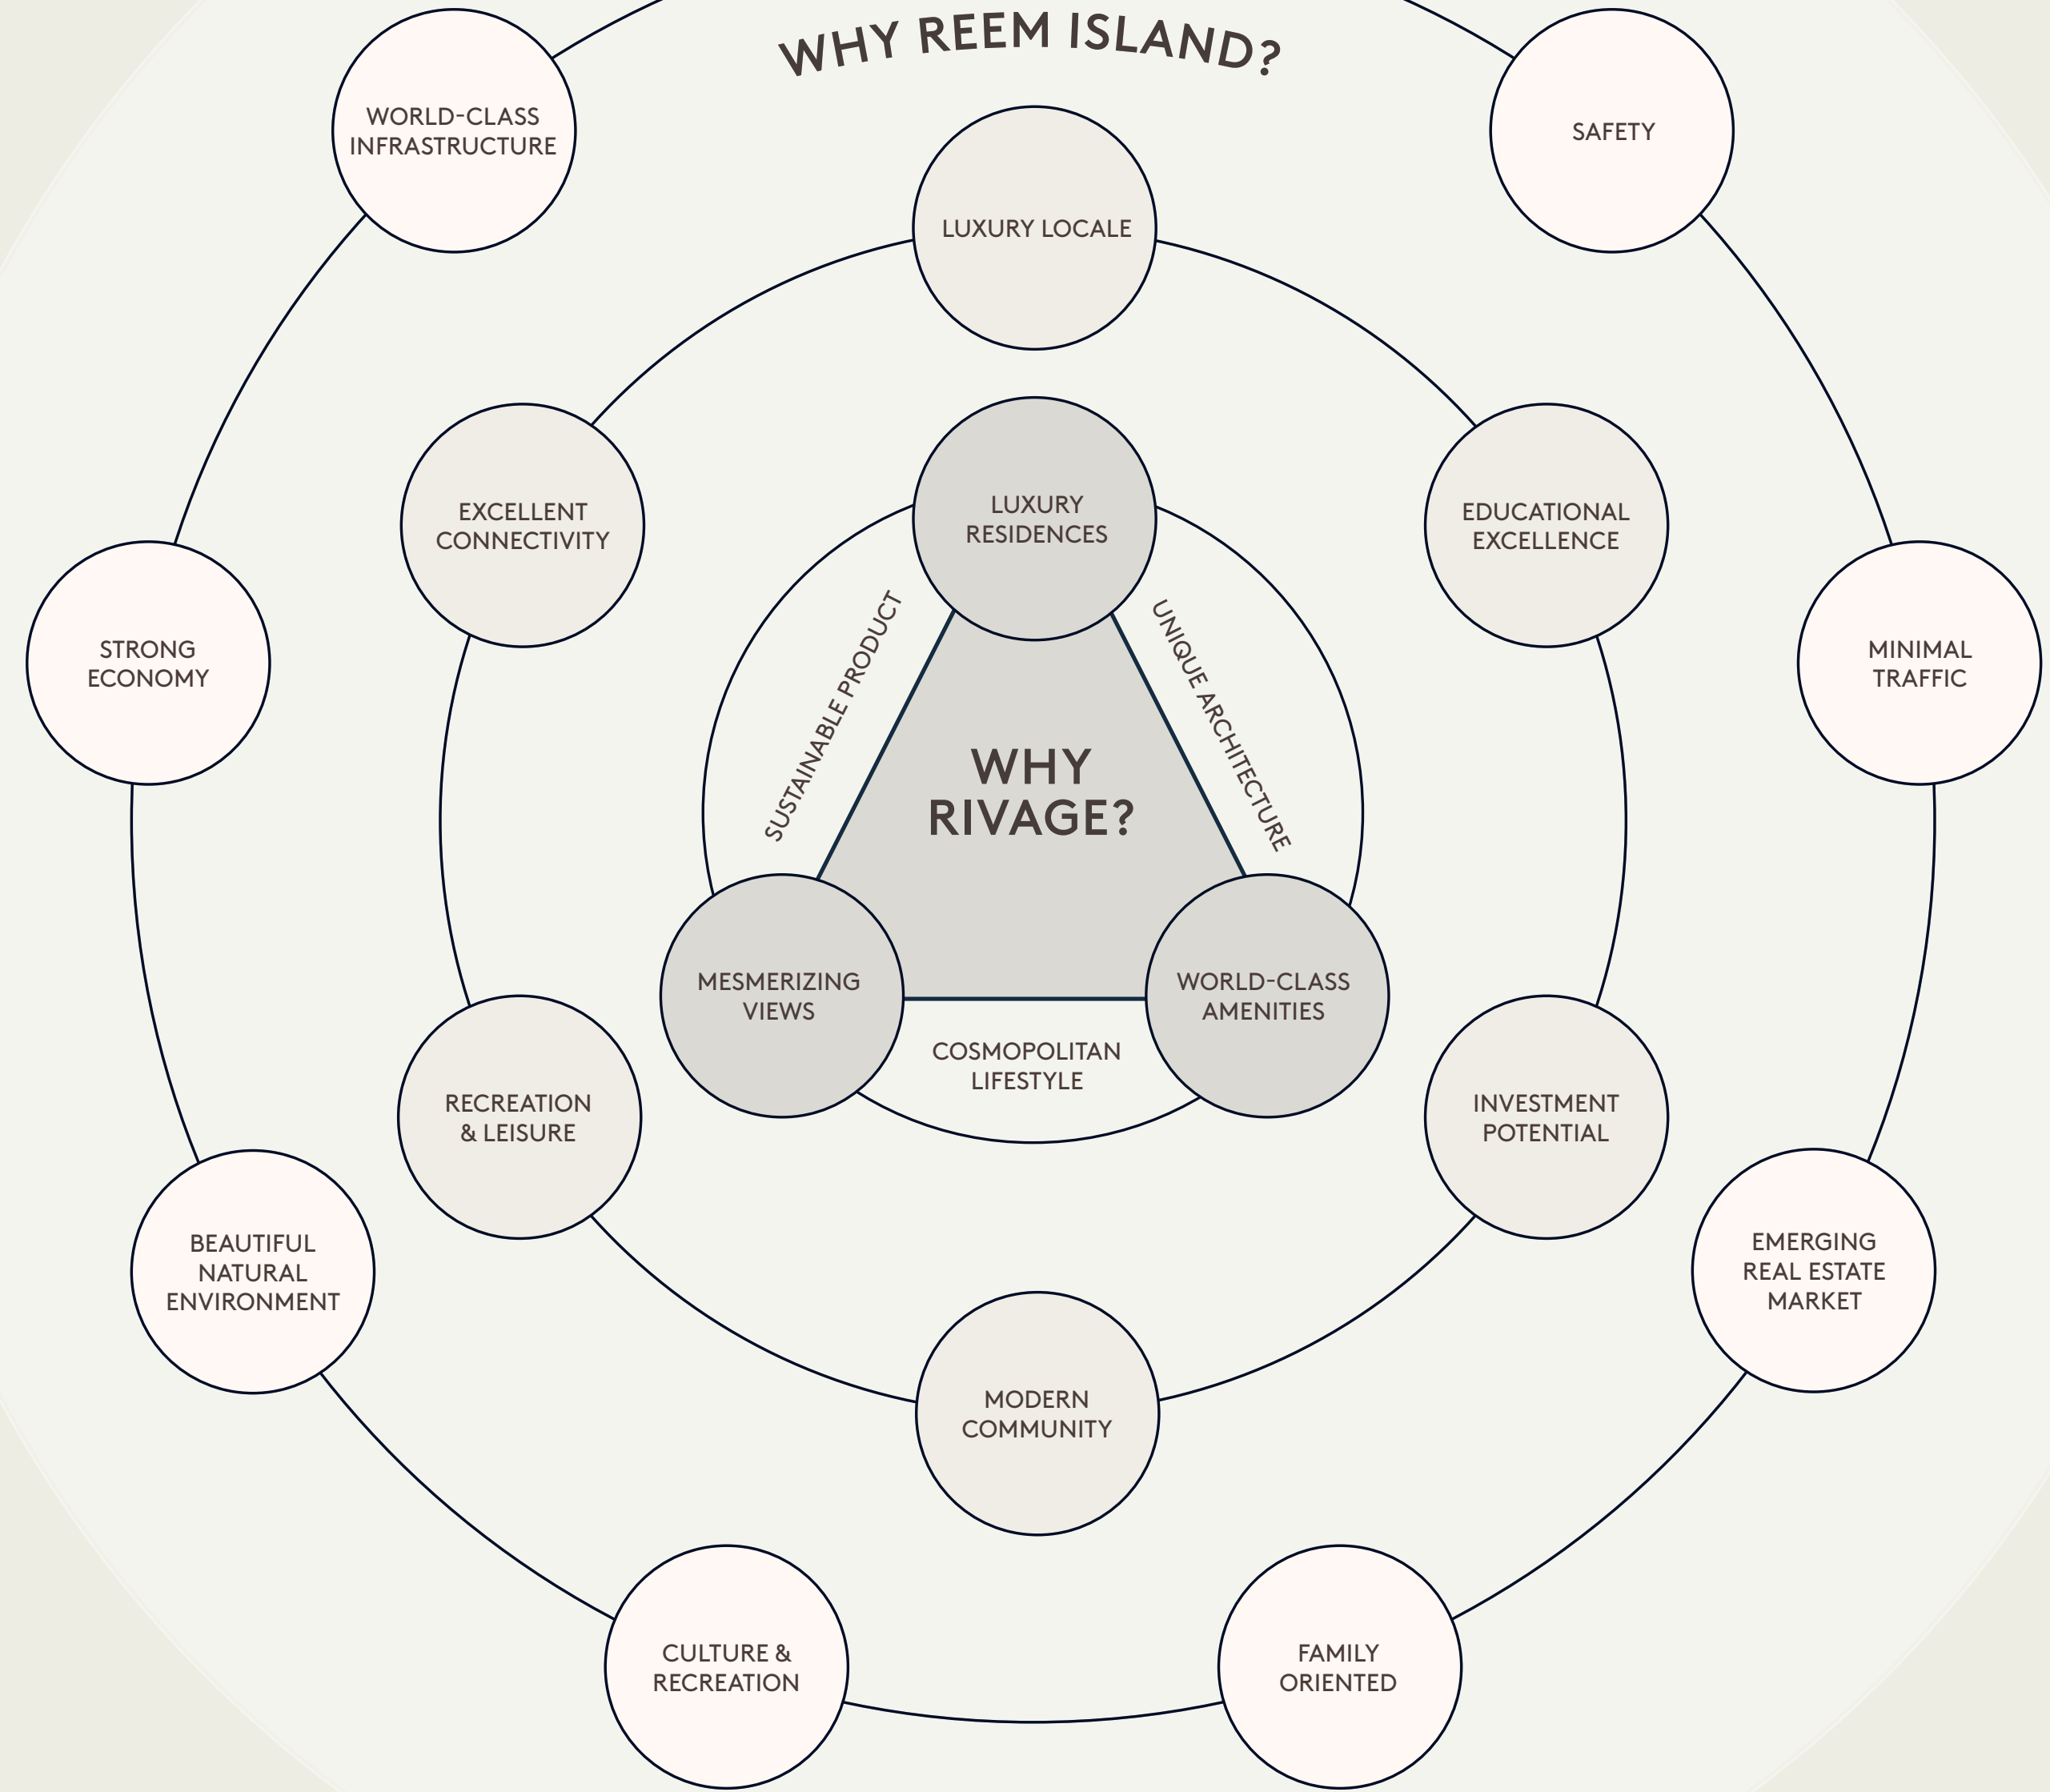 WHY REEM ISLAND?
WORLD-CLASS
INFRASTRUCTURE
SAFETY
LUXURY LOCALE
EXCELLENT
CONNECTIVITY
LUXURY
RESIDENCES
EDUCATIONAL
EXCELLENCE
STRONG
ECONOMY
SUSTAINABLE PRODUCT
UNIQUE ARCHITECTURE
MINIMAL
TRAFFIC
WHY
RIVAGE?
MESMERIZING
VIEWS
WORLD-CLASS
AMENITIES
COSMOPOLITAN
LIFESTYLE
RECREATION
& LEISURE
INVESTMENT
POTENTIAL
BEAUTIFUL
NATURAL
ENVIRONMENT
EMERGING
REAL ESTATE
MARKET
MODERN
COMMUNITY
CULTURE &
RECREATION
FAMILY
ORIENTED